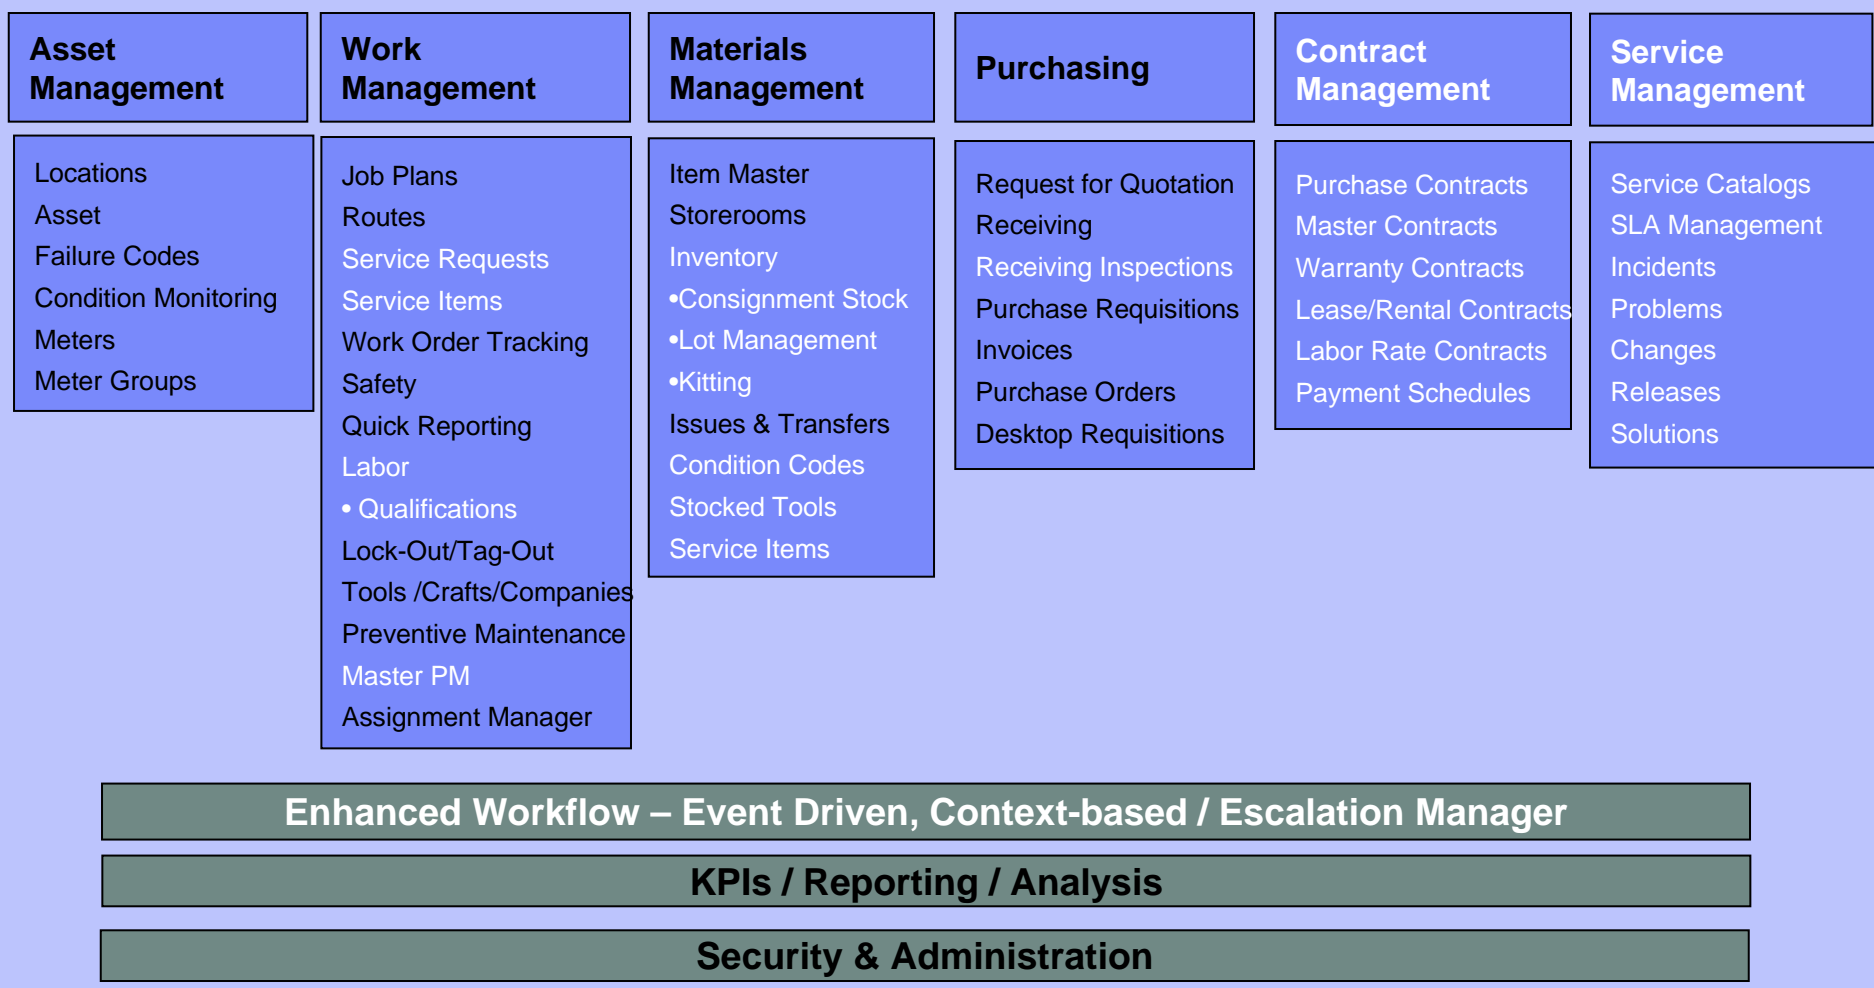 Asset
Management
Locations
Asset
Failure Codes
Condition Monitoring
Meters
Meter Groups
Work
Management
Job Plans
Routes
Service Requests
Service Items
Work Order Tracking
Safety
Quick Reporting
Labor
• Qualifications
Lock-Out/Tag-Out
Tools /Crafts/Companies
Preventive Maintenance
Master PM
Assignment Manager
Materials
Management
Item Master
Storerooms
Inventory
•Consignment Stock
•Lot Management
•Kitting
Issues & Transfers
Condition Codes
Stocked Tools
Service Items
Purchasing
Request for Quotation
Receiving
Receiving Inspections
Purchase Requisitions
Invoices
Purchase Orders
Desktop Requisitions
Contract
Management
Purchase Contracts
Master Contracts
Warranty Contracts
Lease/Rental Contracts
Labor Rate Contracts
Payment Schedules
Service
Management
Service Catalogs
SLA Management
Incidents
Problems
Changes
Releases
Solutions
Enhanced Workflow – Event Driven, Context-based / Escalation Manager
KPIs / Reporting / Analysis
Security & Administration